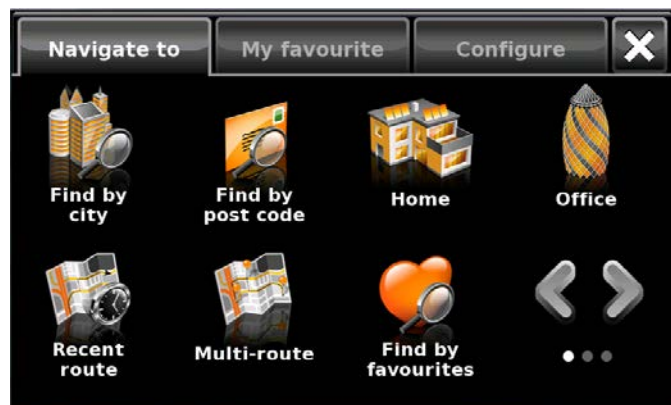 Navigate to
My favourite
Configure
Find by
city
Find by
post code
Home
Office
Recent
route
Multi-route
Find by
favourites